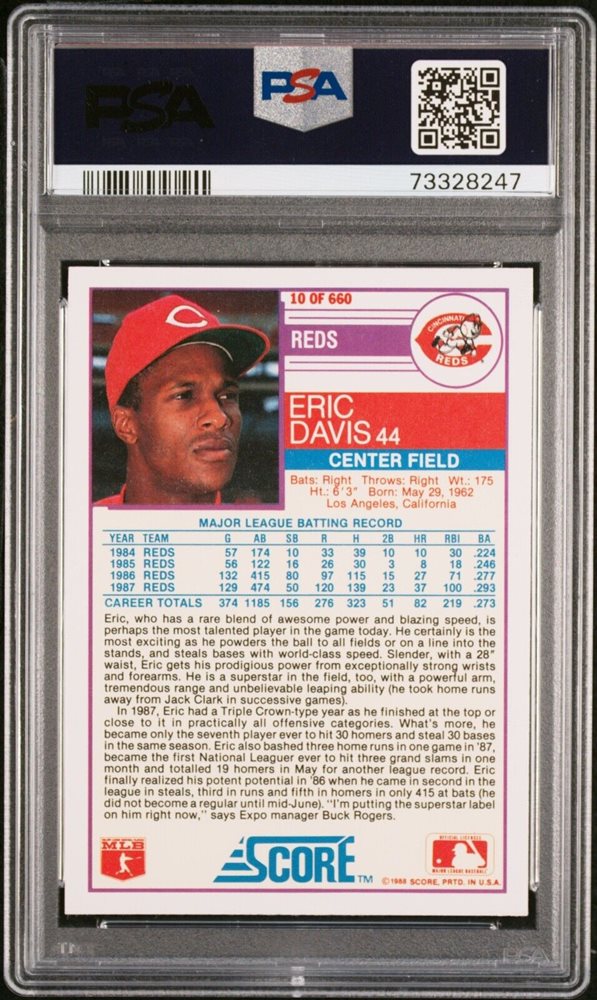 PSA
PSA
73328247
10 OF 660
REDS
CINCINNATI
REDS
ERIC
DAVIS 44
CENTER FIELD
Bats: Right Throws: Right Wt.: 175
Ht.: 6'3" Born: May 29, 1962
Los Angeles, California
MAJOR LEAGUE BATTING RECORD
YEAR TEAM G AB SB R H 2B HR RBI BA
1984 REDS 57 174 10 33 39 10 10 30 .224
1985 REDS 56 122 16 26 30 3 8 18 .246
1986 REDS 132 415 80 97 115 15 27 71 .277
1987 REDS 129 474 50 120 139 23 37 100 .293
CAREER TOTALS 374 1185 156 276 323 51 82 219 .273
Eric, who has a rare blend of awesome power and blazing speed, is
perhaps the most talented player in the game today. He certainly is the
most exciting as he powders the ball to all fields or on a line into the
stands, and steals bases with world-class speed. Slender, with a 28"
waist, Eric gets his prodigious power from exceptionally strong wrists
and forearms. He is a superstar in the field, too, with a powerful arm,
tremendous range and unbelievable leaping ability (he took home runs
away from Jack Clark in successive games).
In 1987, Eric had a Triple Crown-type year as he finished at the top or
close to it in practically all offensive categories. What's more, he
became only the seventh player ever to hit 30 homers and steal 30 bases
in the same season. Eric also bashed three home runs in one game in '87,
became the first National Leaguer ever to hit three grand slams in one
month and totalled 19 homers in May for another league record. Eric
finally realized his potent potential in '86 when he came in second in the
league in steals, third in runs and fifth in homers in only 415 at bats (he
did not become a regular until mid-June). "I'm putting the superstar label
on him right now," says Expo manager Buck Rogers.
MLB
SCORE TM
OFFICIAL LICENSEE
MAJOR LEAGUE BASEBALL
©1988 SCORE, PRTD. IN U.S.A.
PSA